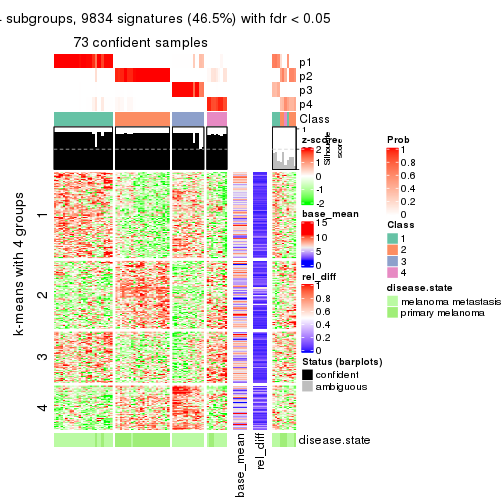 subgroups, 9834 signatures (46.5%) with fdr < 0.05
73 confident samples
p1
p2
p3
p4
Class
1
Silhouette
score
z-score
2
1
0
-1
-2
base_mean
15
10
5
0
rel_diff
1
0.8
0.6
0.4
0.2
0
Status (barplots)
confident
ambiguous
Prob
1
0.8
0.6
0.4
0.2
0
Class
1
2
3
4
disease.state
melanoma metastasis
primary melanoma
k-means with 4 groups
1
2
3
4
disease.state
base_mean
rel_diff